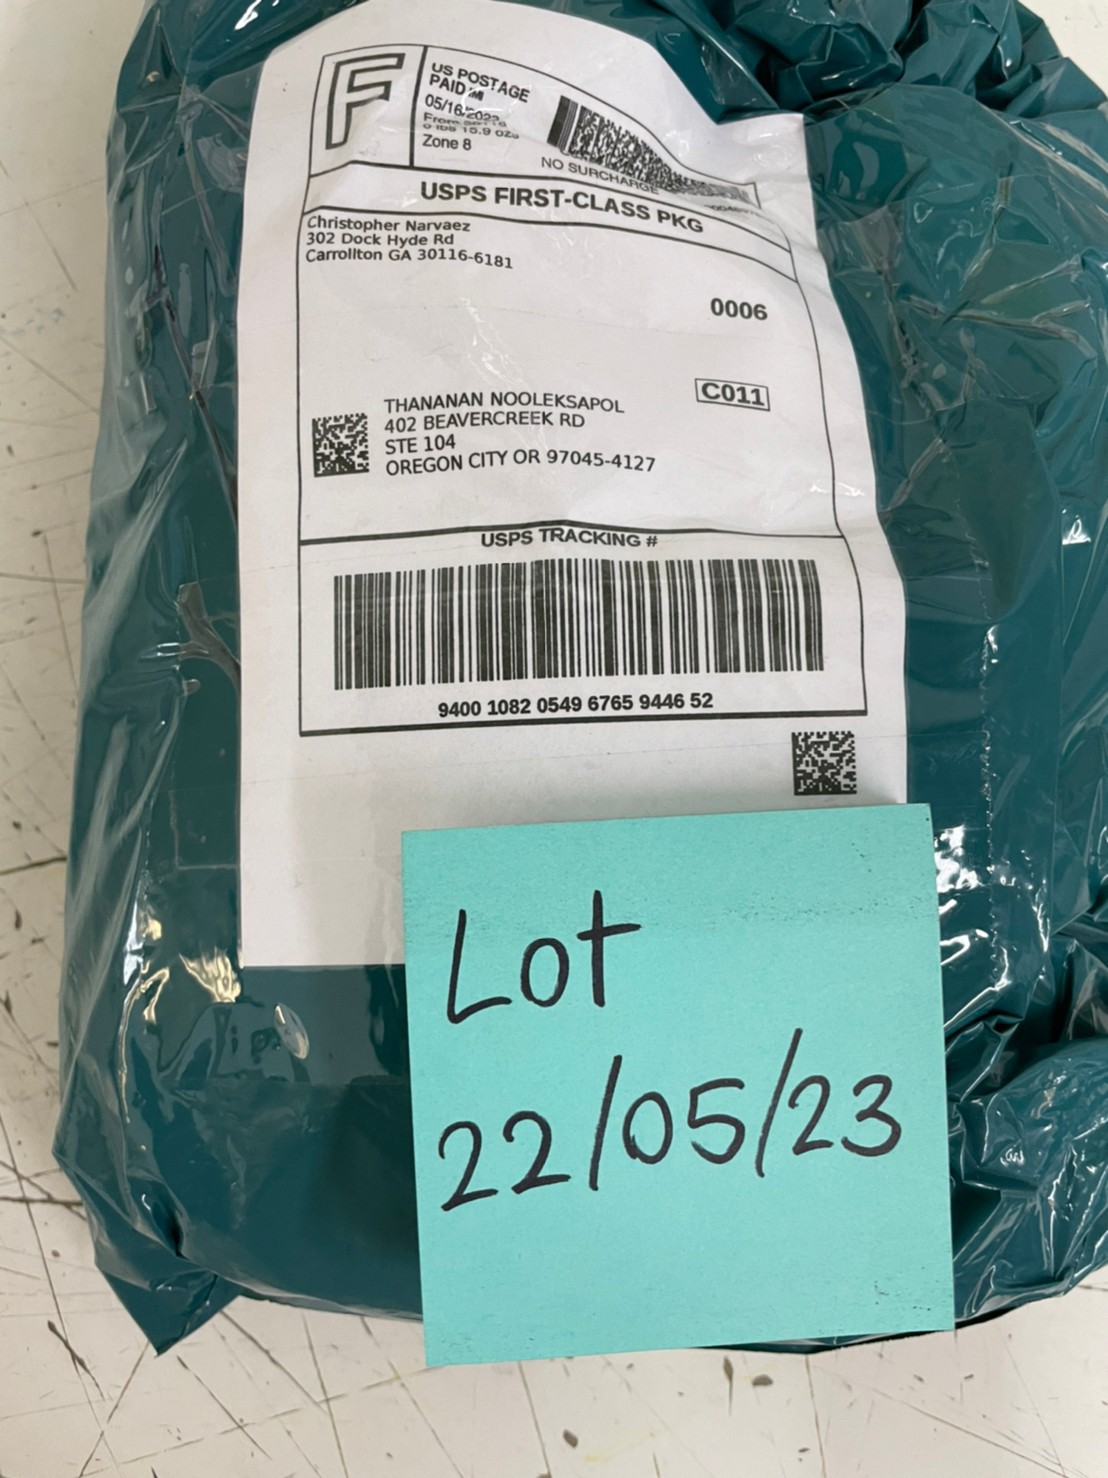 F
US POSTAGE
PAID IMI
05/16/2023
From 30116
0 lbs 15.9 ozs
Zone 8
NO SURCHARGE
USPS FIRST-CLASS PKG
Christopher Narvaez
302 Dock Hyde Rd
Carrollton GA 30116-6181
0006
C011
THANANAN NOOLEKSAPOL
402 BEAVERCREEK RD
STE 104
OREGON CITY OR 97045-4127
USPS TRACKING #
9400 1082 0549 6765 9446 52
Lot
22/05/23